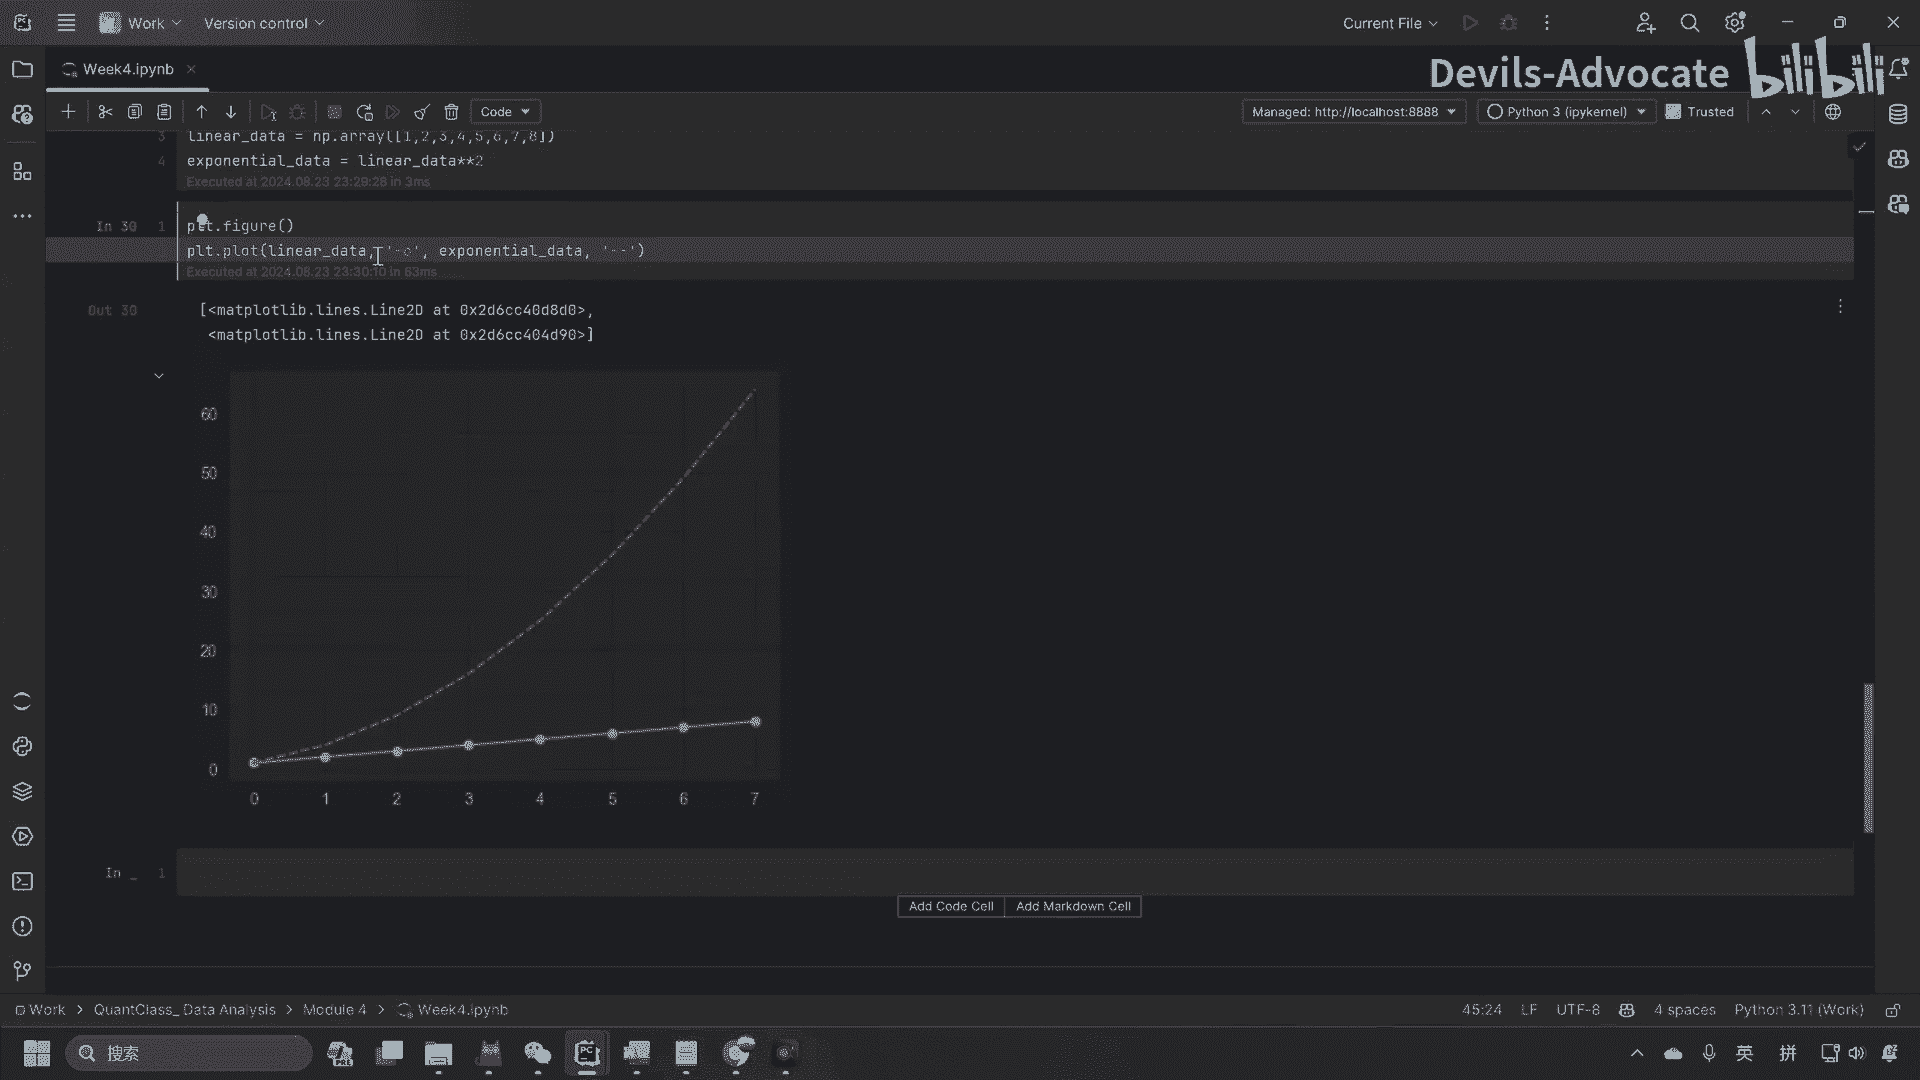 PC Work Version control Current File
Week4.ipynb
Devils-Advocate bilibili
Code Managed: http://localhost:8888 Python 3 (ipykernel) Trusted
3 linear_data = np.array([1,2,3,4,5,6,7,8])
4 exponential_data = linear_data**2
Executed at 2024.08.23 23:29:28 in 3ms
In 30 1 plt.figure()
plt.plot(linear_data, '-o', exponential_data, '--')
Executed at 2024.08.23 23:30:10 in 63ms
Out 30 [<matplotlib.lines.Line2D at 0x2d6cc40d8d0>,
<matplotlib.lines.Line2D at 0x2d6cc404d90>]
60
50
40
30
20
10
0
0 1 2 3 4 5 6 7
In _ 1
Add Code Cell Add Markdown Cell
Work > QuantClass_ Data Analysis > Module 4 > Week4.ipynb 45:24 LF UTF-8 4 spaces Python 3.11 (Work)
搜索 PRE PC 英 拼